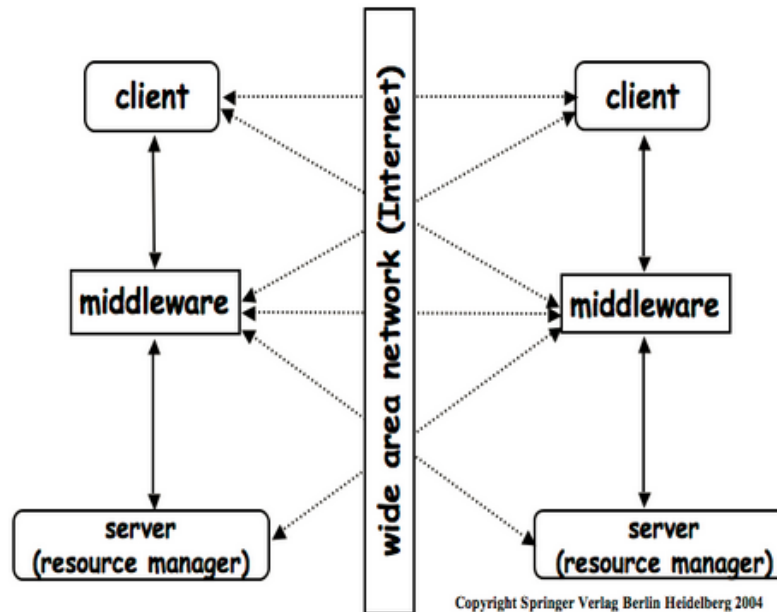 client
client
wide area network (Internet)
middleware
middleware
server
(resource manager)
server
(resource manager)
Copyright Springer Verlag Berlin Heidelberg 2004